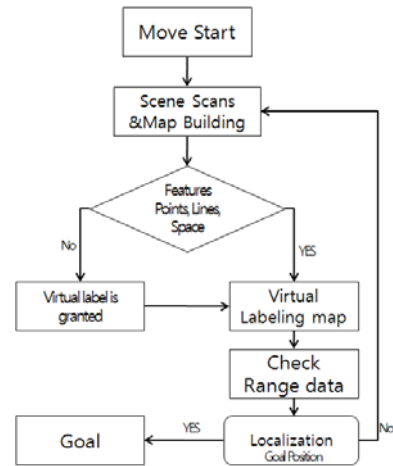 Move Start
Scene Scans
&Map Building
Features
Points, Lines,
Space
No
YES
Virtual label is
granted
Virtual
Labeling map
Check
Range data
Goal
YES
Localization
Goal Position
No